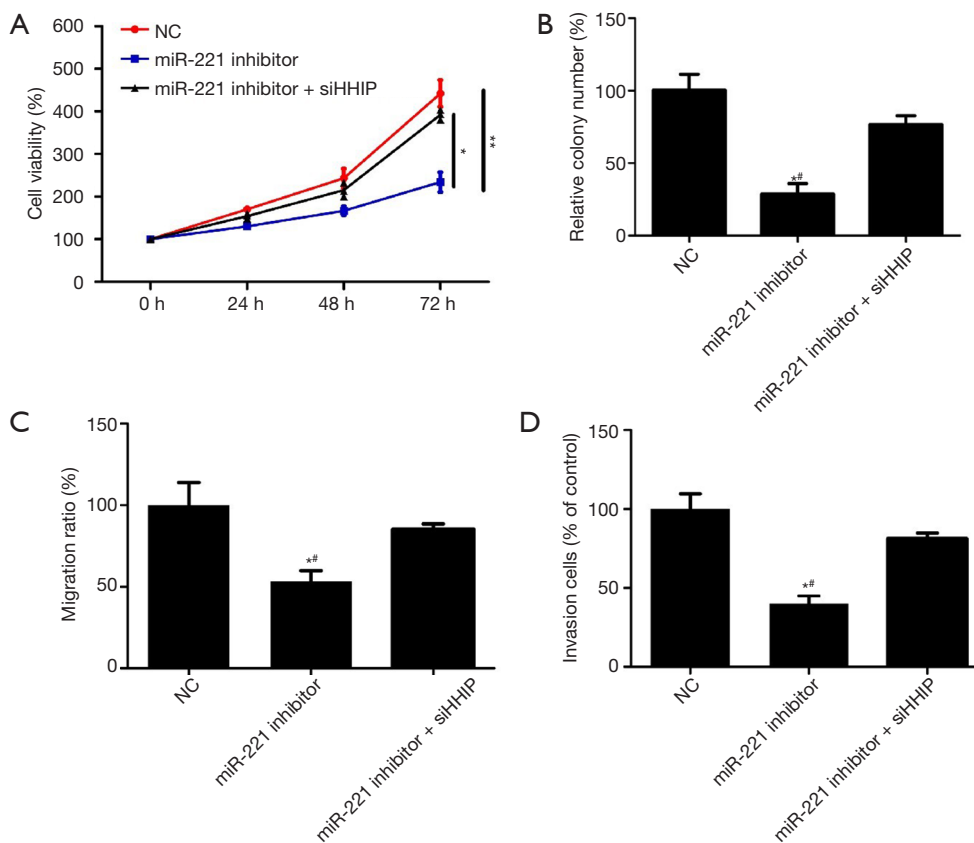 A
NC
miR-221 inhibitor
miR-221 inhibitor + siHHIP
Cell viability (%)
600
500
400
300
200
100
0
0 h
24 h
48 h
72 h
*
**
B
Relative colony number (%)
150
100
50
0
*#
NC
miR-221 inhibitor
miR-221 inhibitor + siHHIP
C
Migration ratio (%)
150
100
50
0
*#
NC
miR-221 inhibitor
miR-221 inhibitor + siHHIP
D
Invasion cells (% of control)
150
100
50
0
*#
NC
miR-221 inhibitor
miR-221 inhibitor + siHHIP